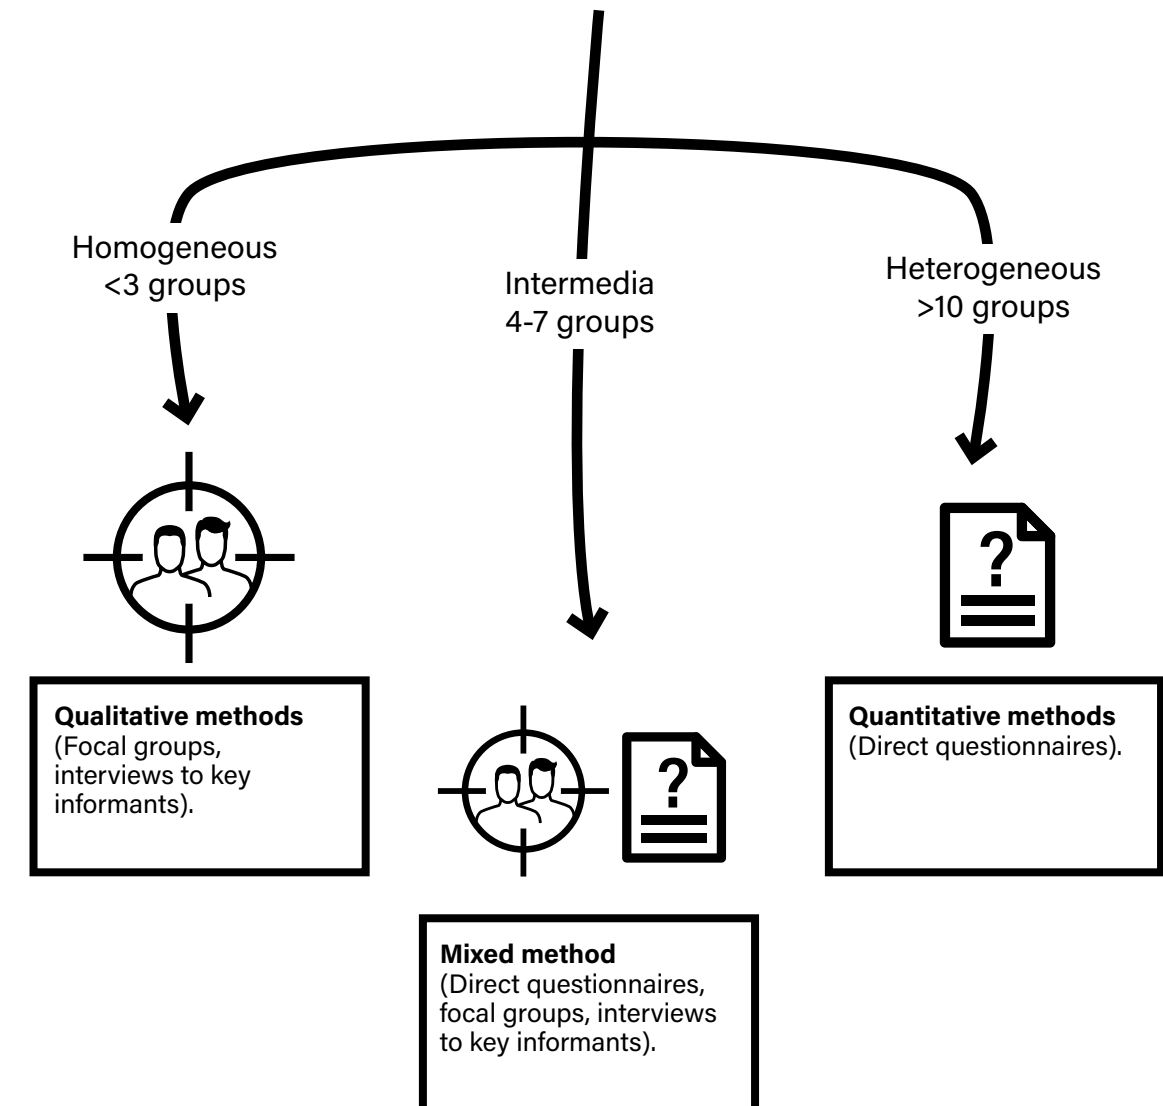 Homogeneous
<3 groups
Intermedia
4-7 groups
Heterogeneous
>10 groups
?
Qualitative methods
(Focal groups,
interviews to key
informants).
?
Mixed method
(Direct questionnaires,
focal groups, interviews
to key informants).
Quantitative methods
(Direct questionnaires).